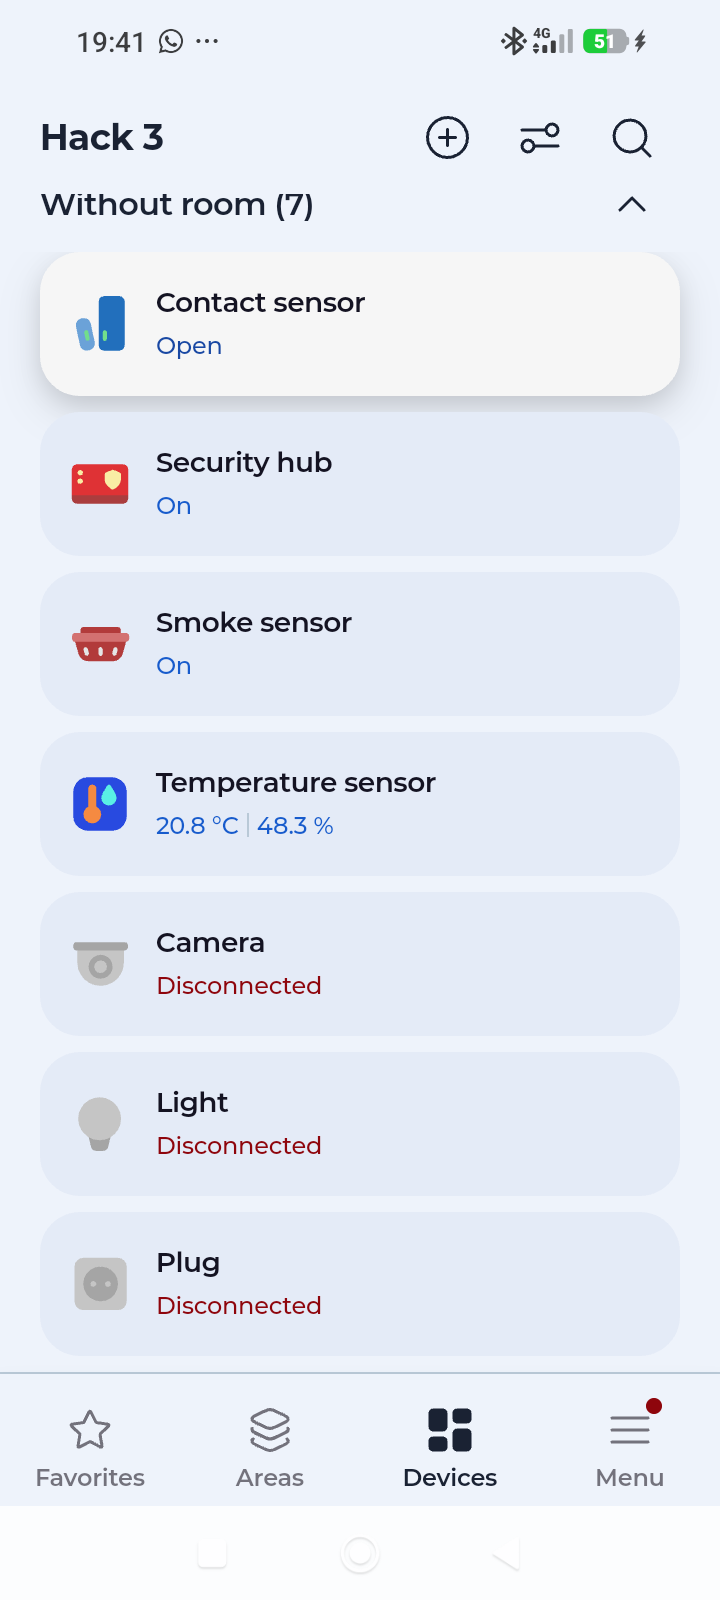 19:41
4G
51
Hack 3
Without room (7)
Contact sensor
Open
Security hub
On
Smoke sensor
On
Temperature sensor
20.8 °C | 48.3 %
Camera
Disconnected
Light
Disconnected
Plug
Disconnected
Favorites Areas Devices Menu